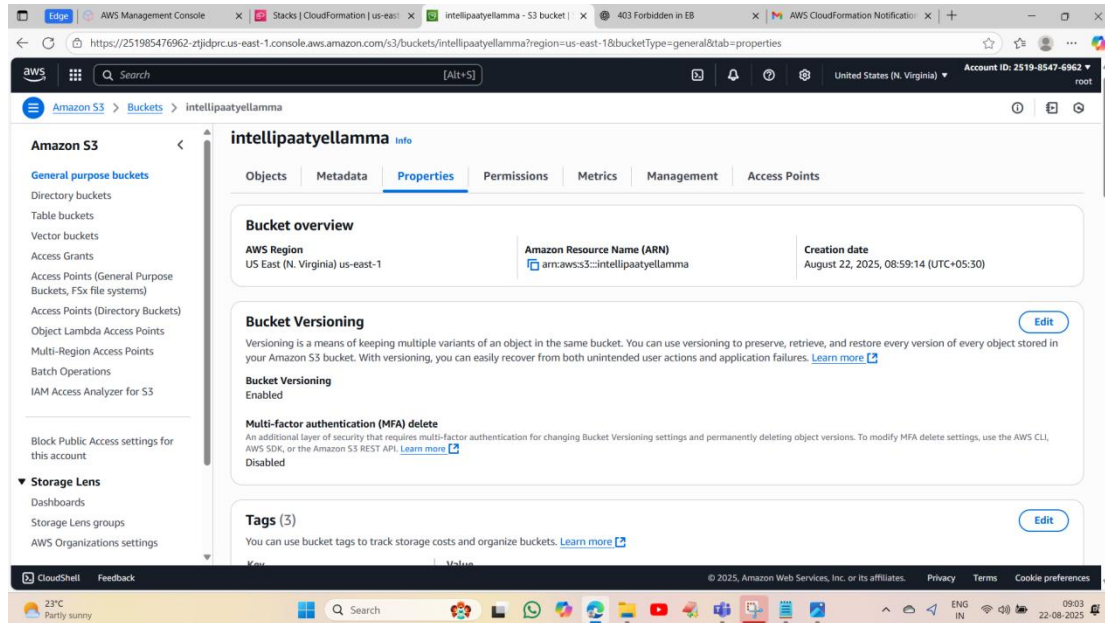 Edge
AWS Management Console
Stacks | CloudFormation | us-east
intellipaatyellamma - S3 bucket |
403 Forbidden in EB
AWS CloudFormation Notification
https://251985476962-ztjidprc.us-east-1.console.aws.amazon.com/s3/buckets/intellipaatyellamma?region=us-east-1&bucketType=general&tab=properties
aws
Search
[Alt+S]
United States (N. Virginia)
Account ID: 2519-8547-6962
root
Amazon S3 > Buckets > intellipaatyellamma
Amazon S3
General purpose buckets
Directory buckets
Table buckets
Vector buckets
Access Grants
Access Points (General Purpose
Buckets, FSx file systems)
Access Points (Directory Buckets)
Object Lambda Access Points
Multi-Region Access Points
Batch Operations
IAM Access Analyzer for S3
Block Public Access settings for
this account
Storage Lens
Dashboards
Storage Lens groups
AWS Organizations settings
intellipaatyellamma Info
Objects Metadata Properties Permissions Metrics Management Access Points
Bucket overview
AWS Region
US East (N. Virginia) us-east-1
Amazon Resource Name (ARN)
arn:aws:s3:::intellipaatyellamma
Creation date
August 22, 2025, 08:59:14 (UTC+05:30)
Bucket Versioning
Edit
Versioning is a means of keeping multiple variants of an object in the same bucket. You can use versioning to preserve, retrieve, and restore every version of every object stored in
your Amazon S3 bucket. With versioning, you can easily recover from both unintended user actions and application failures. Learn more
Bucket Versioning
Enabled
Multi-factor authentication (MFA) delete
An additional layer of security that requires multi-factor authentication for changing Bucket Versioning settings and permanently deleting object versions. To modify MFA delete settings, use the AWS CLI,
AWS SDK, or the Amazon S3 REST API. Learn more
Disabled
Tags (3)
Edit
You can use bucket tags to track storage costs and organize buckets. Learn more
Key
Value
CloudShell Feedback
© 2025, Amazon Web Services, Inc. or its affiliates. Privacy Terms Cookie preferences
23°C
Partly sunny
Search
ENG
IN
09:03
22-08-2025